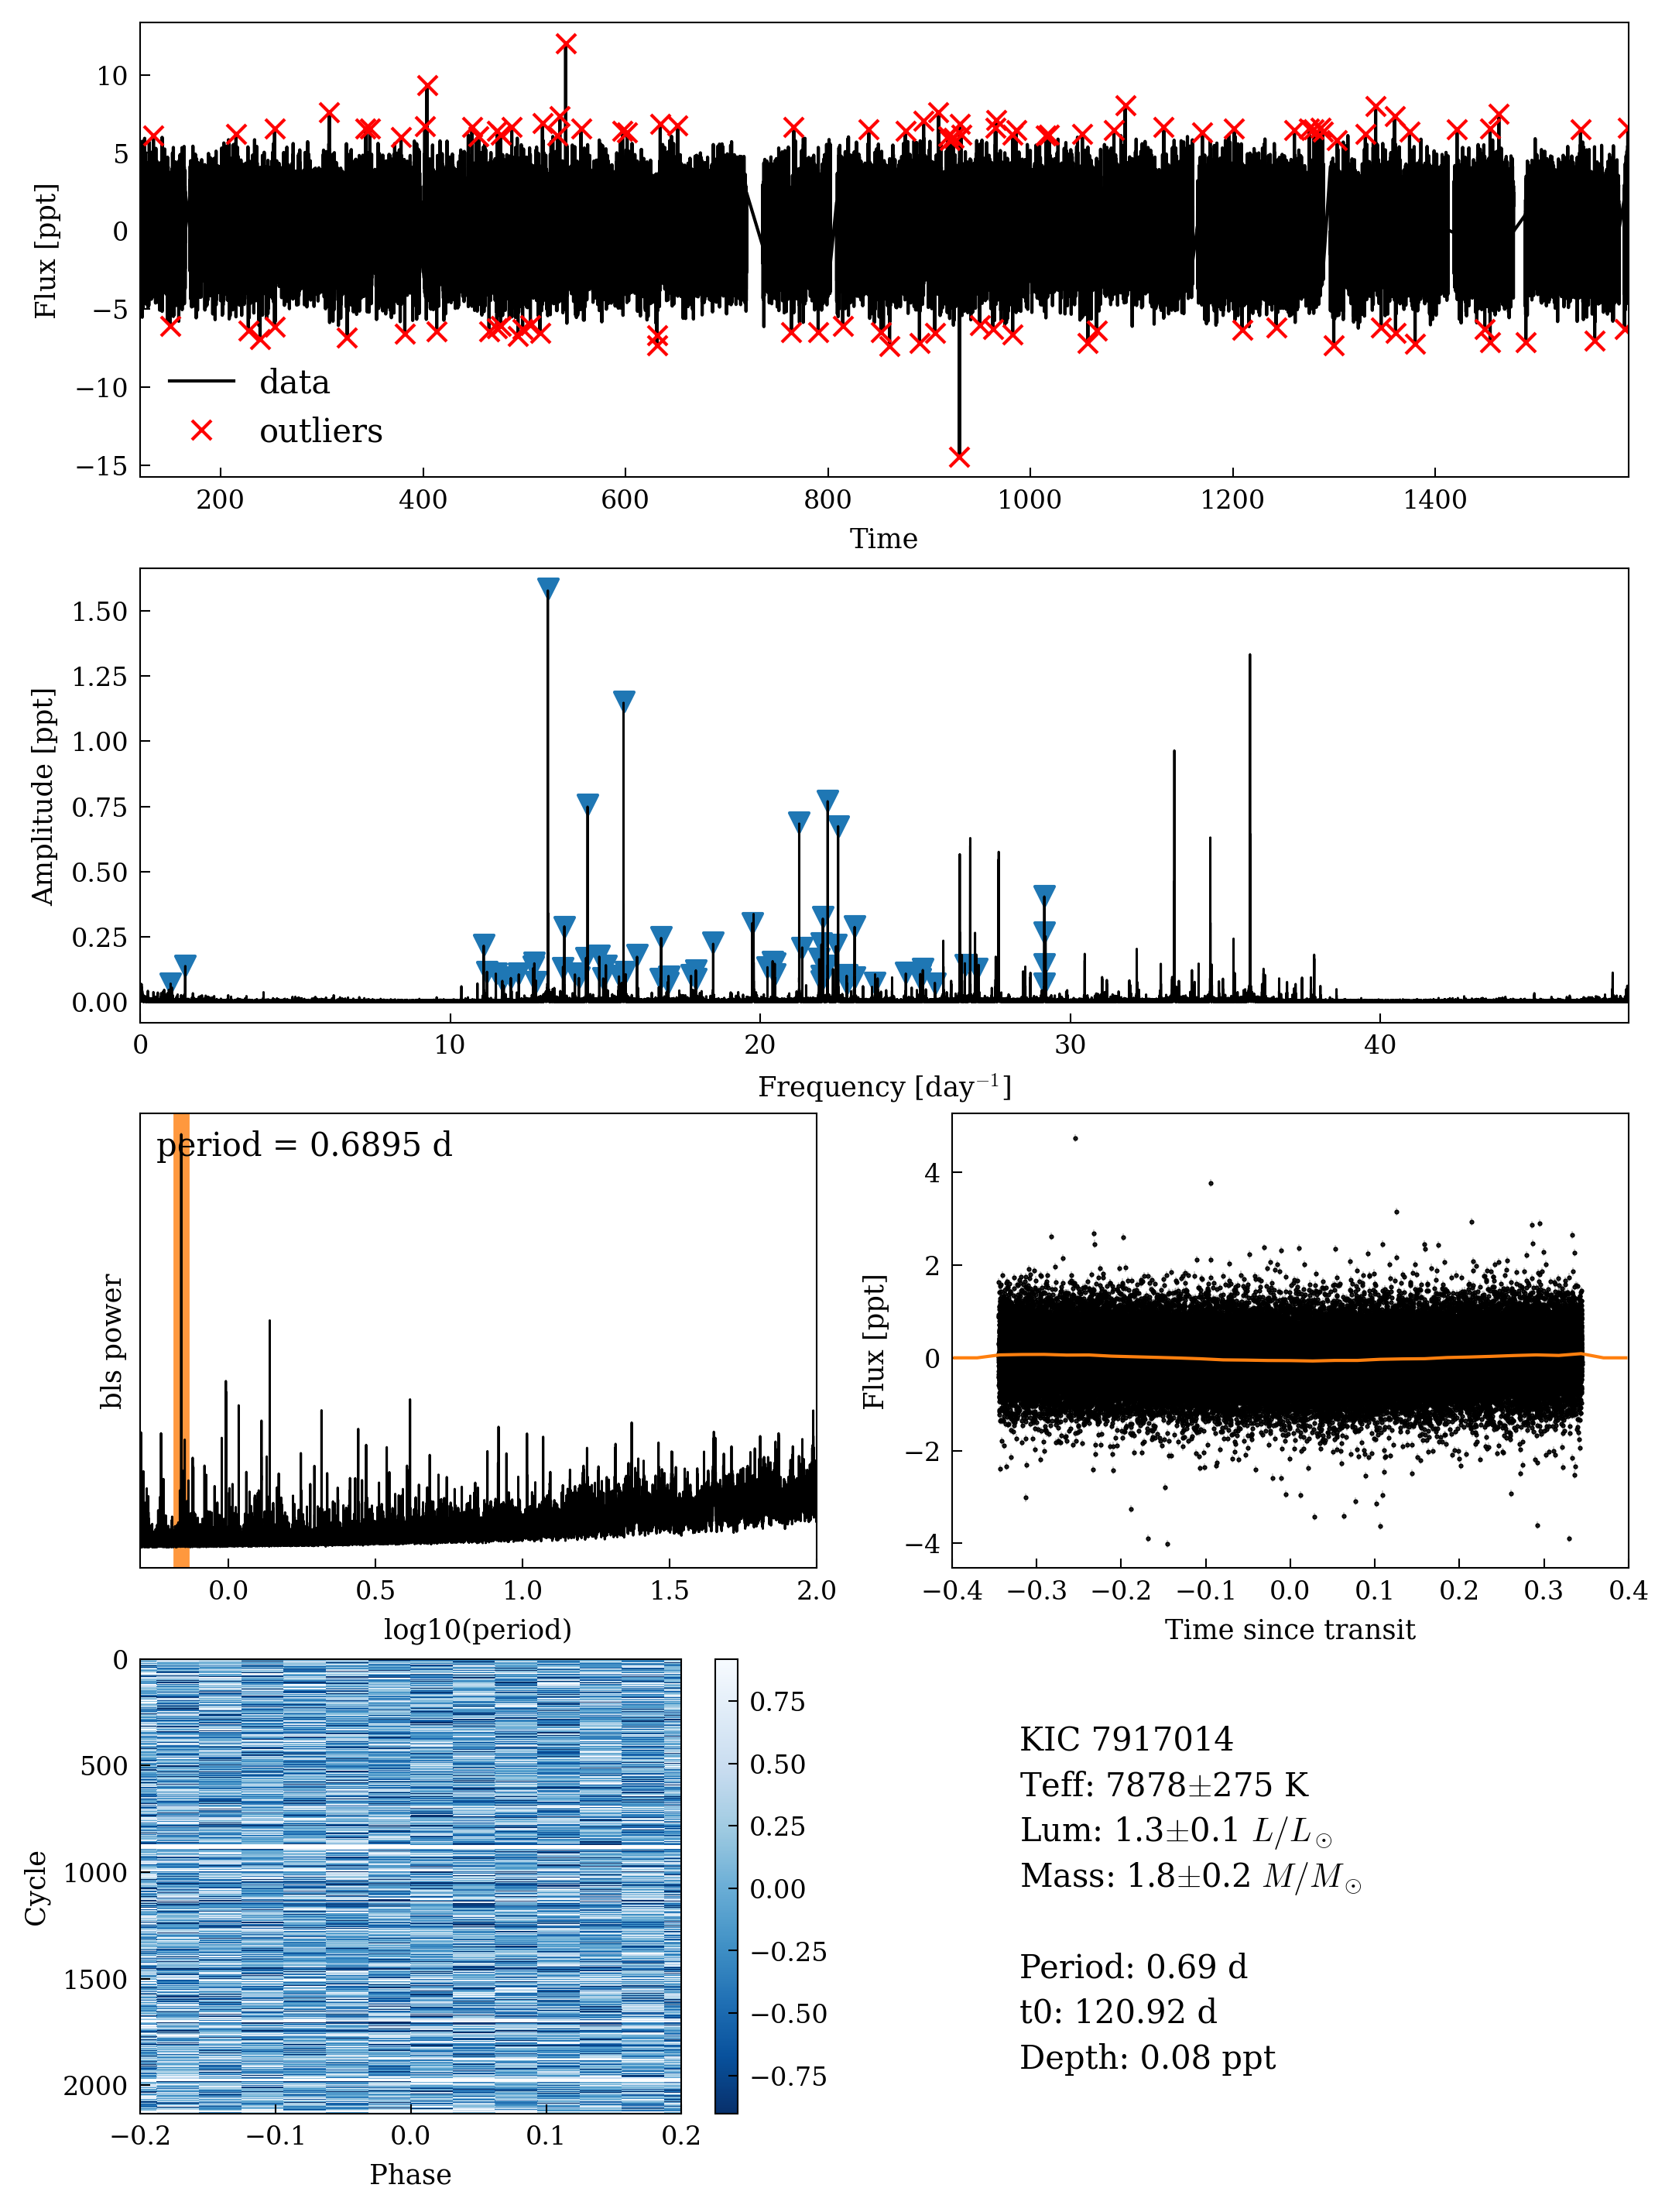 10
5
0
−5
−10
−15
Flux [ppt]
data
outliers
200 400 600 800 1000 1200 1400
Time
1.50
1.25
1.00
0.75
0.50
0.25
0.00
Amplitude [ppt]
0 10 20 30 40
Frequency [day⁻¹]
period = 0.6895 d
bls power
0.0 0.5 1.0 1.5 2.0
log10(period)
4
2
0
−2
−4
Flux [ppt]
−0.4 −0.3 −0.2 −0.1 0.0 0.1 0.2 0.3 0.4
Time since transit
0
500
1000
1500
2000
Cycle
−0.2 −0.1 0.0 0.1 0.2
Phase
0.75
0.50
0.25
0.00
−0.25
−0.50
−0.75
KIC 7917014
Teff: 7878±275 K
Lum: 1.3±0.1 L/L⊙
Mass: 1.8±0.2 M/M⊙
Period: 0.69 d
t0: 120.92 d
Depth: 0.08 ppt